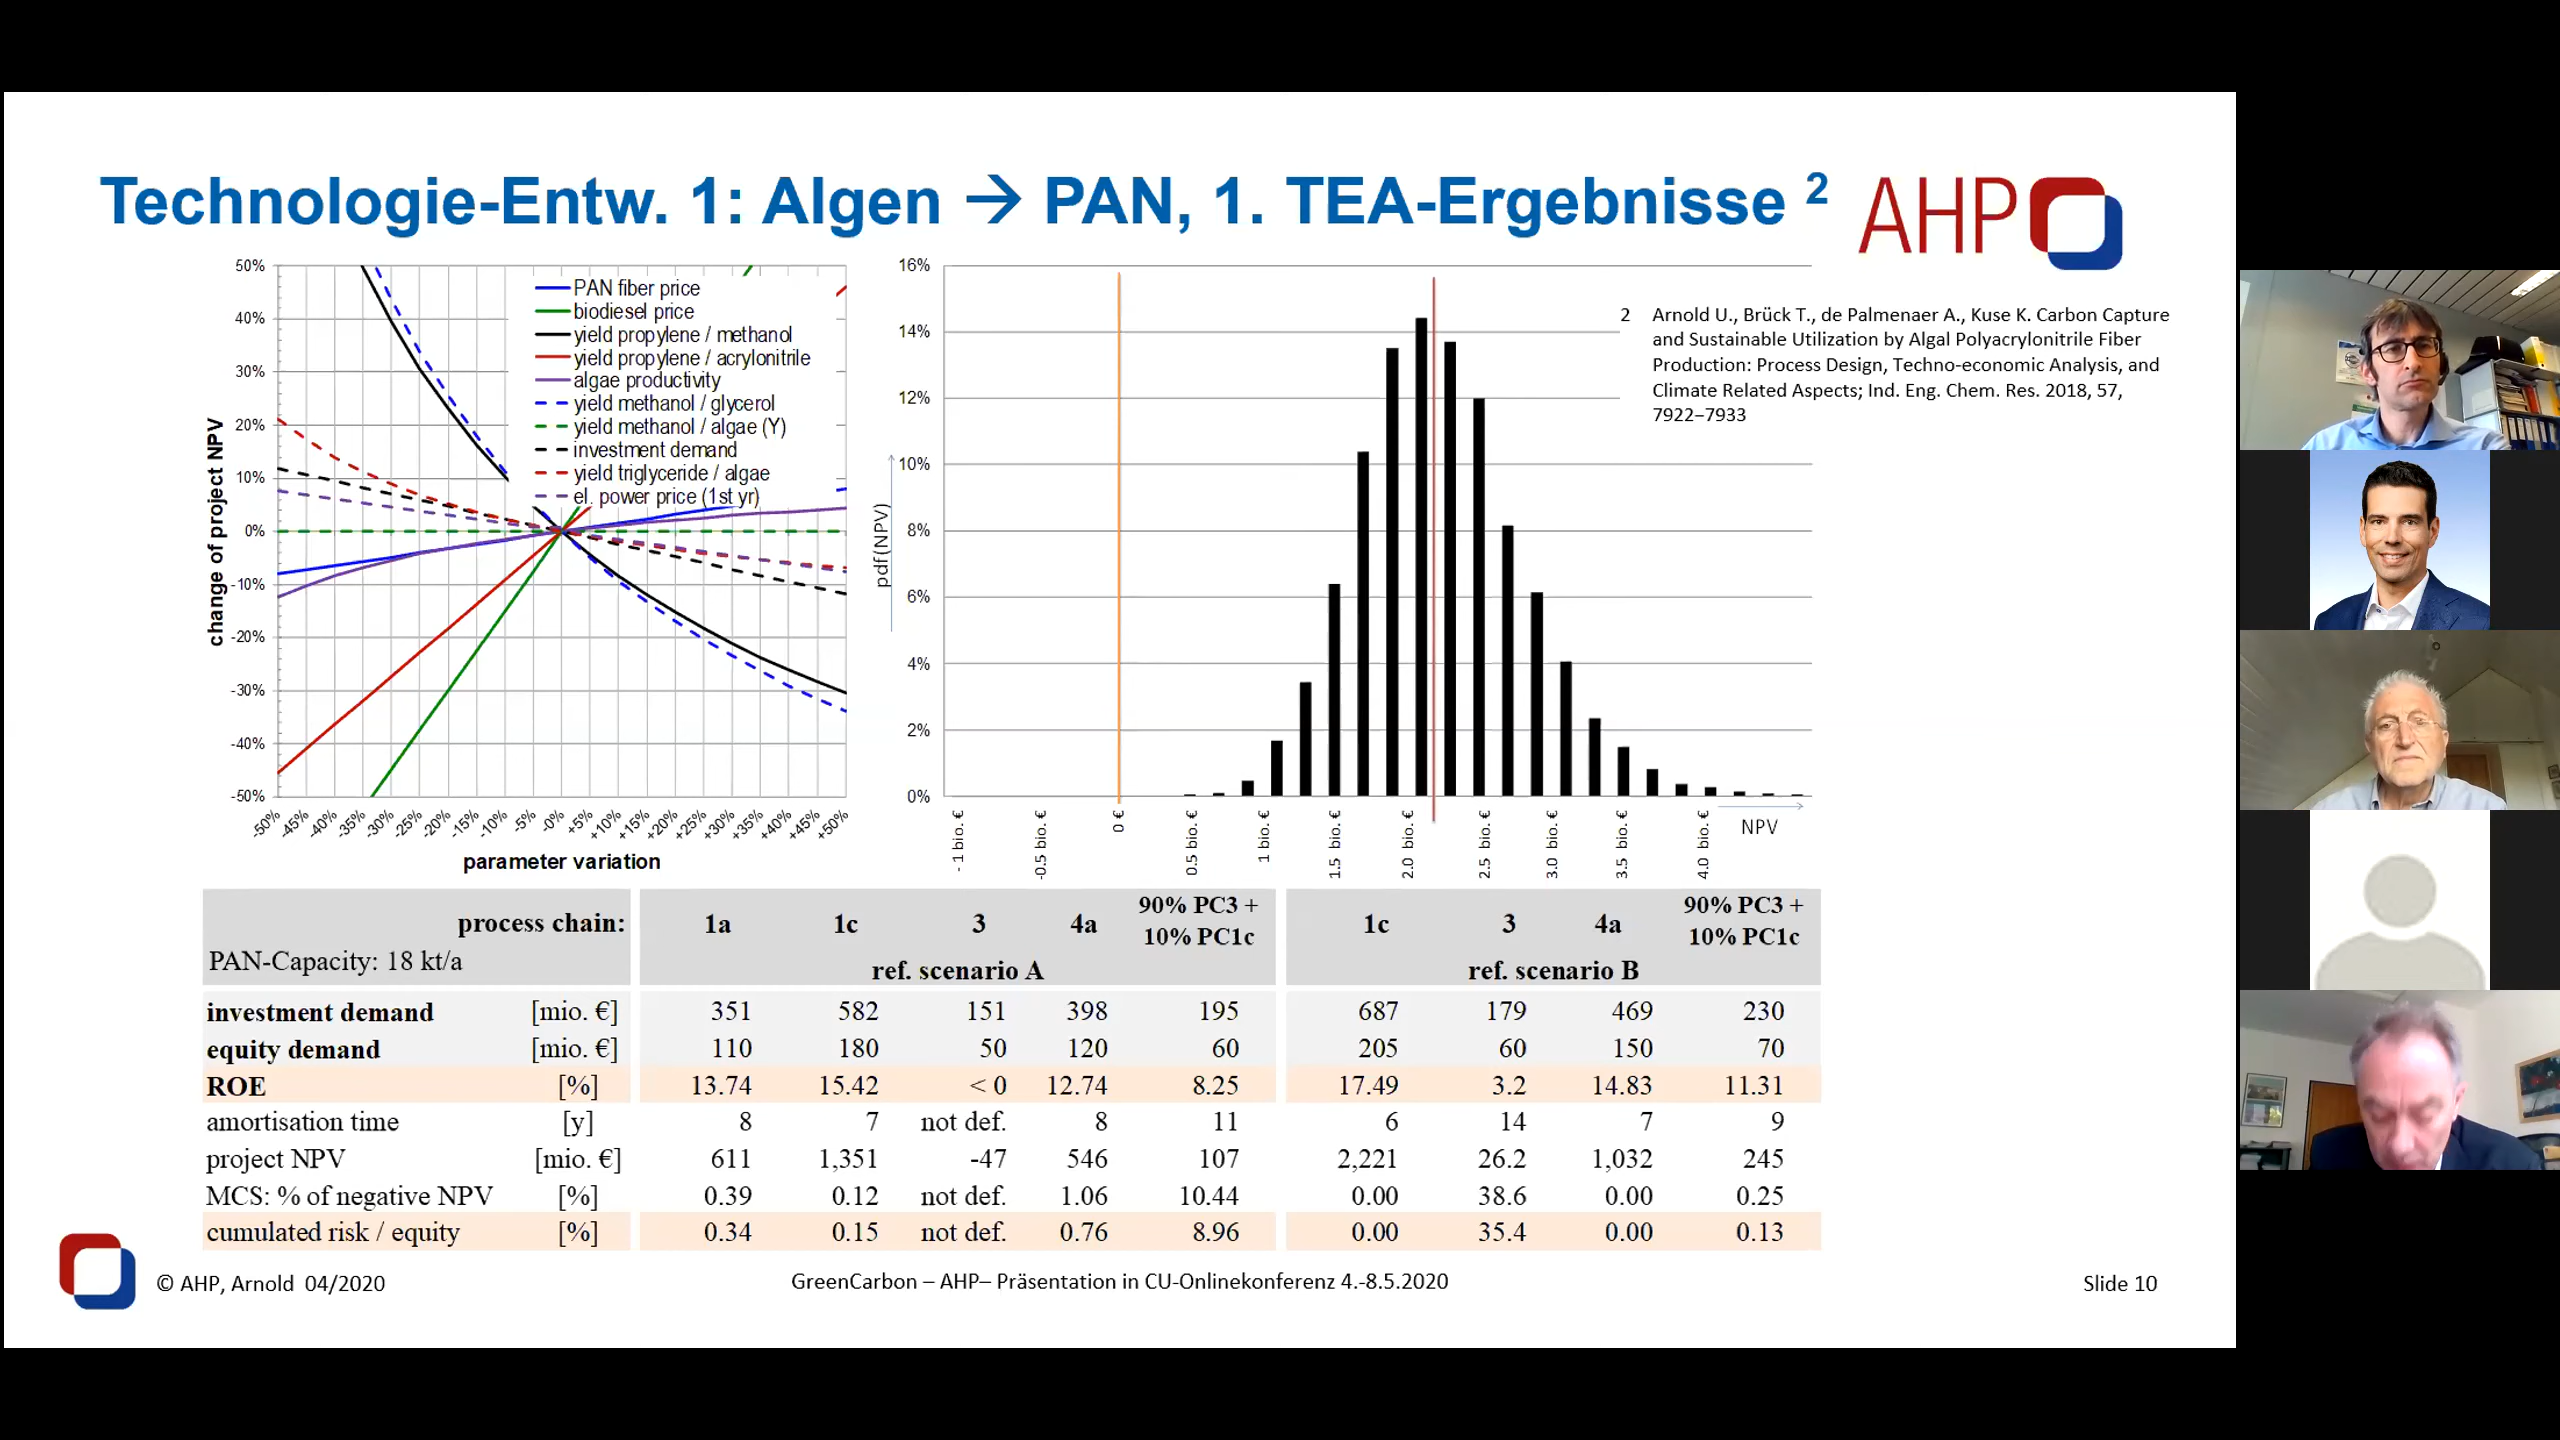 Technologie-Entw. 1: Algen → PAN, 1. TEA-Ergebnisse ²
AHP
50%
40%
30%
20%
10%
0%
-10%
-20%
-30%
-40%
-50%
change of project NPV
PAN fiber price
biodiesel price
yield propylene / methanol
yield propylene / acrylonitrile
algae productivity
yield methanol / glycerol
yield methanol / algae (Y)
investment demand
yield triglyceride / algae
el. power price (1st yr)
-50% -45% -40% -35% -30% -25% -20% -15% -10% -5% -0% +5% +10% +15% +20% +25% +30% +35% +40% +45% +50%
parameter variation
16%
14%
12%
10%
8%
6%
4%
2%
0%
pdf(NPV)
- 1 bio. € -0.5 bio. € 0 € 0.5 bio. € 1 bio. € 1.5 bio. € 2.0 bio. € 2.5 bio. € 3.0 bio. € 3.5 bio. € 4.0 bio. €
NPV
2 Arnold U., Brück T., de Palmenaer A., Kuse K. Carbon Capture
and Sustainable Utilization by Algal Polyacrylonitrile Fiber
Production: Process Design, Techno-economic Analysis, and
Climate Related Aspects; Ind. Eng. Chem. Res. 2018, 57,
7922–7933
process chain: 1a 1c 3 4a 90% PC3 + 10% PC1c 1c 3 4a 90% PC3 + 10% PC1c
PAN-Capacity: 18 kt/a ref. scenario A ref. scenario B
investment demand [mio. €] 351 582 151 398 195 687 179 469 230
equity demand [mio. €] 110 180 50 120 60 205 60 150 70
ROE [%] 13.74 15.42 < 0 12.74 8.25 17.49 3.2 14.83 11.31
amortisation time [y] 8 7 not def. 8 11 6 14 7 9
project NPV [mio. €] 611 1,351 -47 546 107 2,221 26.2 1,032 245
MCS: % of negative NPV [%] 0.39 0.12 not def. 1.06 10.44 0.00 38.6 0.00 0.25
cumulated risk / equity [%] 0.34 0.15 not def. 0.76 8.96 0.00 35.4 0.00 0.13
© AHP, Arnold 04/2020
GreenCarbon – AHP– Präsentation in CU-Onlinekonferenz 4.-8.5.2020
Slide 10